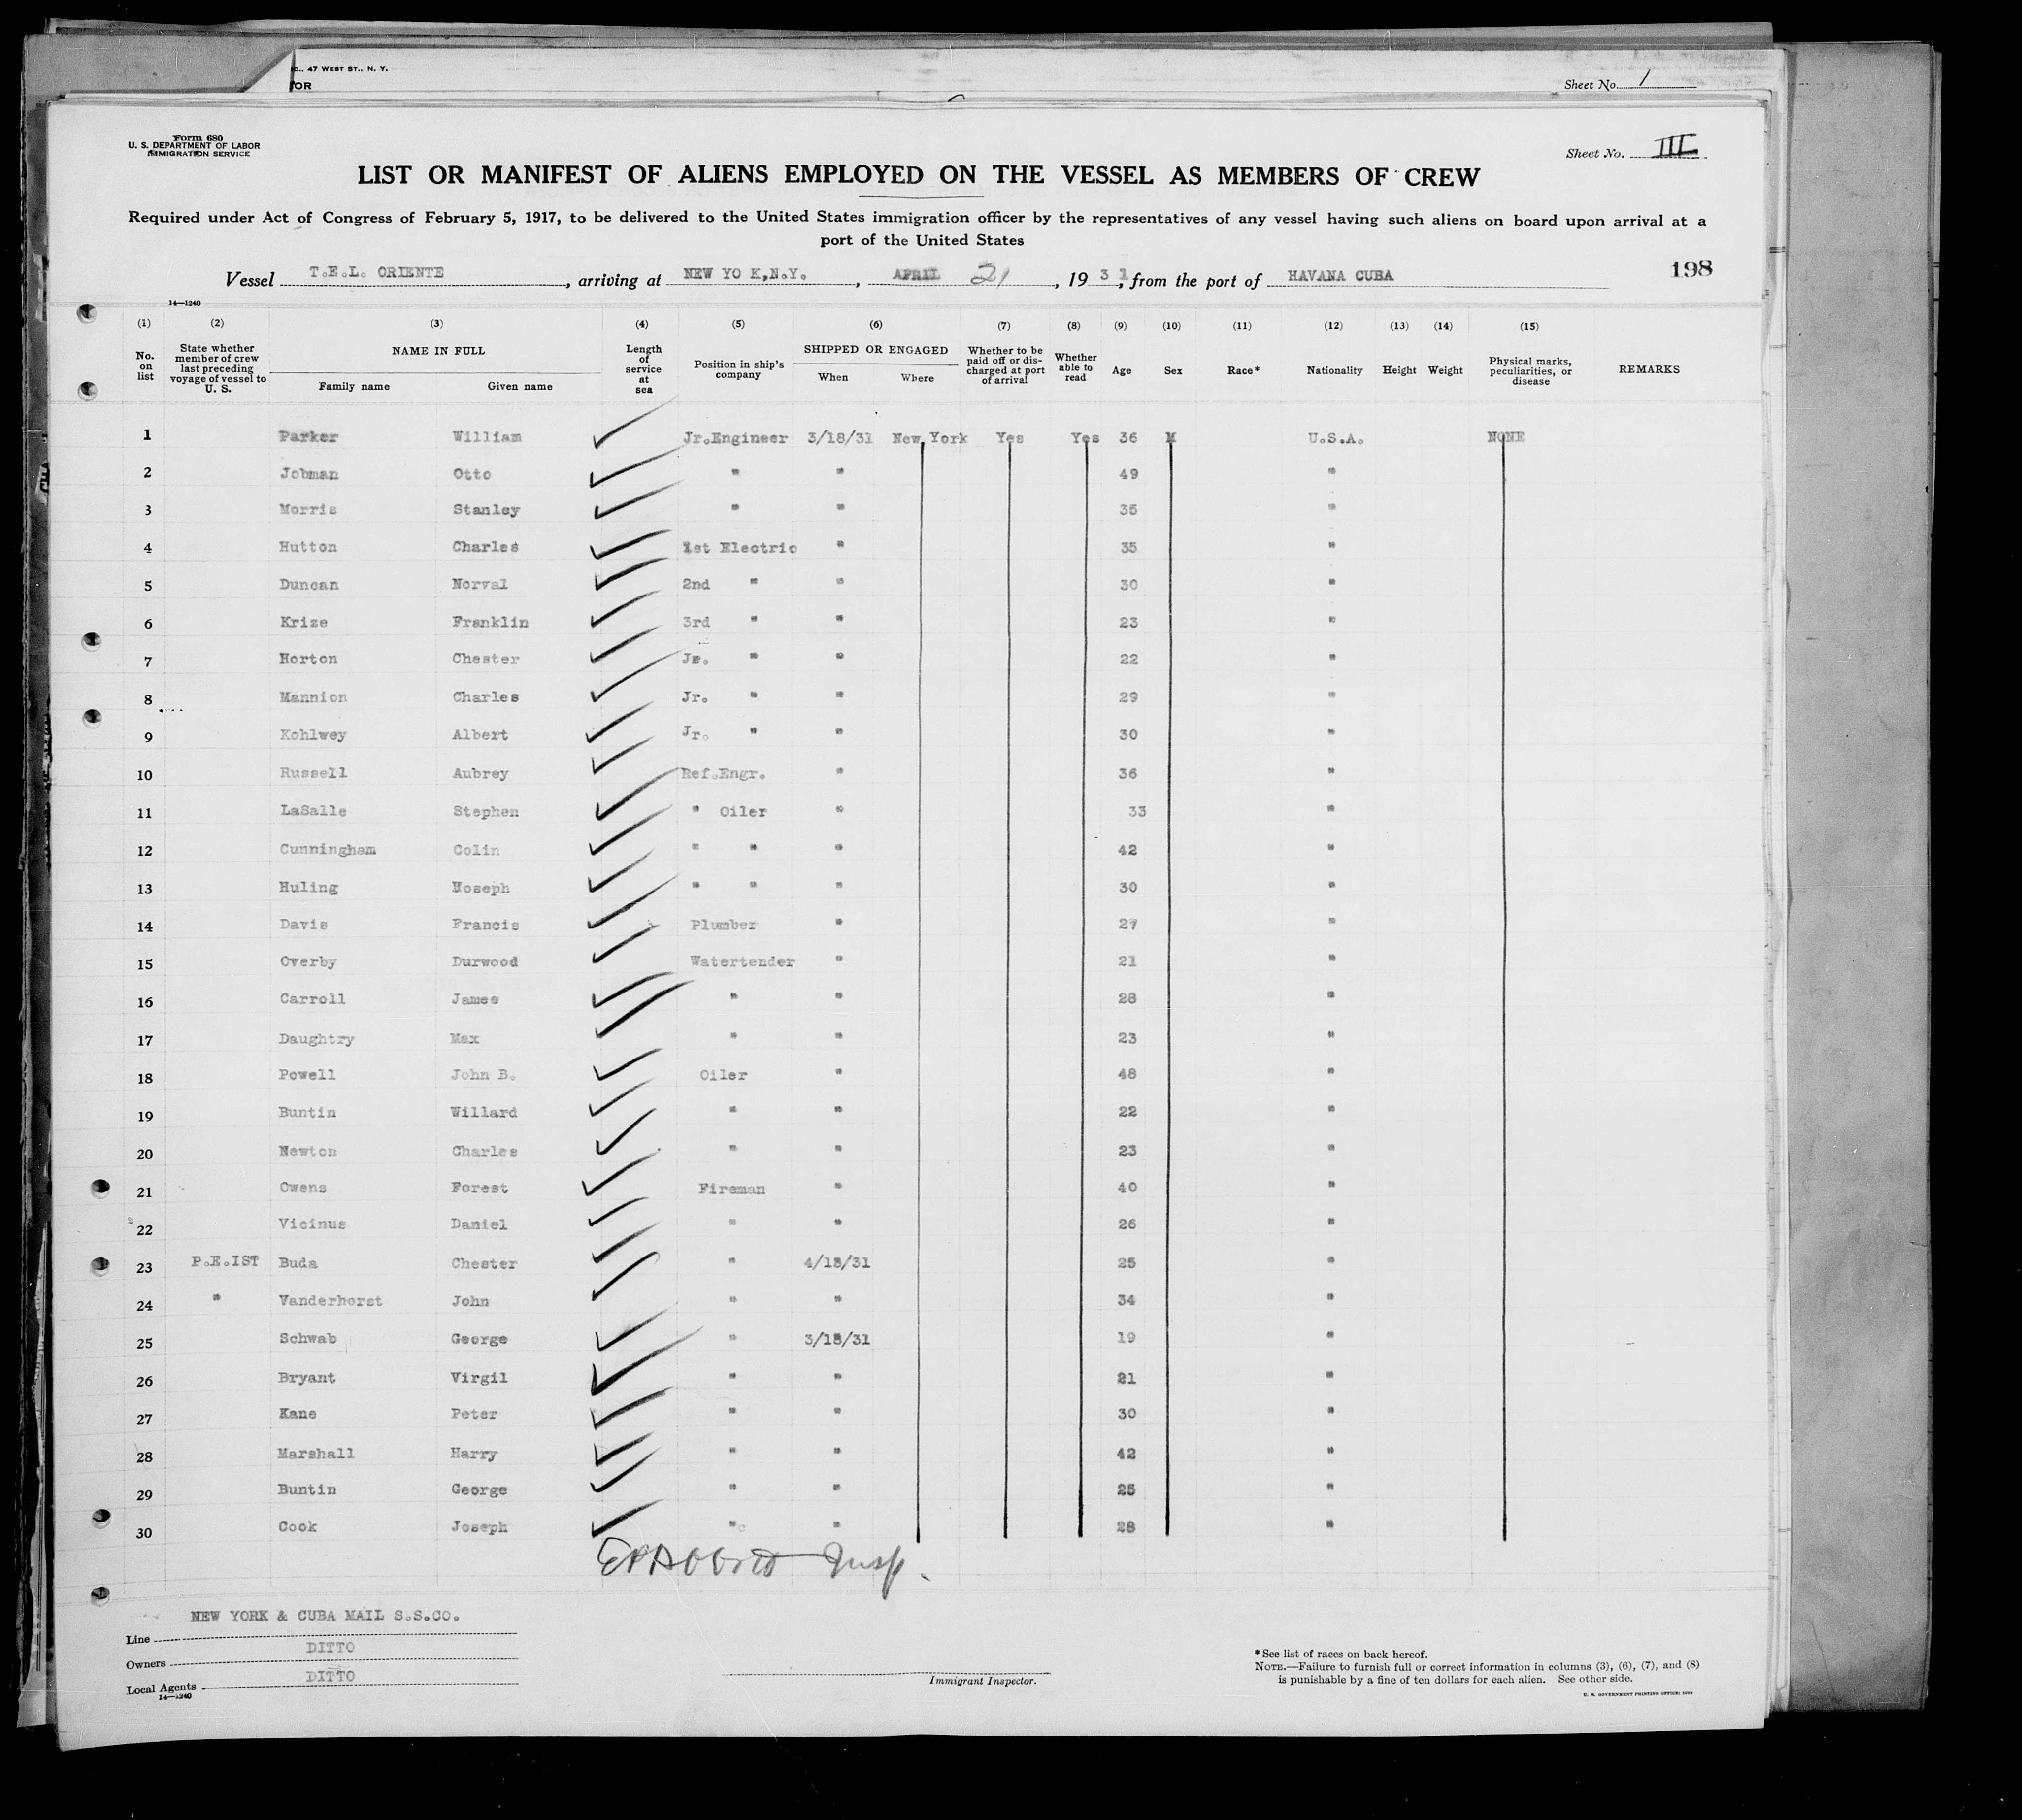 C., 47 WEST ST., N. Y.
OR
Sheet No. 1
Form 680
U. S. DEPARTMENT OF LABOR
IMMIGRATION SERVICE
Sheet No. III
LIST OR MANIFEST OF ALIENS EMPLOYED ON THE VESSEL AS MEMBERS OF CREW
Required under Act of Congress of February 5, 1917, to be delivered to the United States immigration officer by the representatives of any vessel having such aliens on board upon arrival at a
port of the United States
Vessel T.E.L. ORIENTE, arriving at NEW YO K,N.Y., APRIL 21, 1931, from the port of HAVANA CUBA
198
14—1240
(1) (2) (3) (4) (5) (6) (7) (8) (9) (10) (11) (12) (13) (14) (15)
No. on list
State whether member of crew last preceding voyage of vessel to U. S.
NAME IN FULL
Family name Given name
Length of service at sea
Position in ship's company
SHIPPED OR ENGAGED
When Where
Whether to be paid off or discharged at port of arrival
Whether able to read
Age
Sex
Race*
Nationality
Height
Weight
Physical marks, peculiarities, or disease
REMARKS
1 Parker William Jr.Engineer 3/18/31 New York Yes Yes 36 M U.S.A. NONE
2 Johman Otto " " 49 "
3 Morris Stanley " " 35 "
4 Hutton Charles 1st Electric " 35 "
5 Duncan Norval 2nd " " 30 "
6 Krize Franklin 3rd " " 23 "
7 Horton Chester Jr. " " 22 "
8 Mannion Charles Jr. " " 29 "
9 Kohlwey Albert Jr. " " 30 "
10 Russell Aubrey Ref.Engr. " 36 "
11 LaSalle Stephen " Oiler " 33 "
12 Cunningham Colin " " " 42 "
13 Huling Hoseph " " " 30 "
14 Davis Francis Plumber " 27 "
15 Overby Durwood Watertender " 21 "
16 Carroll James " " 28 "
17 Daughtry Max " " 23 "
18 Powell John B. Oiler " 48 "
19 Buntin Willard " " 22 "
20 Newton Charles " " 23 "
21 Owens Forest Fireman " 40 "
22 Vicinus Daniel " " 26 "
23 P.E.IST Buda Chester " 4/18/31 25 "
24 " Vanderhorst John " " 34 "
25 Schwab George " 3/18/31 19 "
26 Bryant Virgil " " 21 "
27 Kane Peter " " 30 "
28 Marshall Harry " " 42 "
29 Buntin George " " 25 "
30 Cook Joseph " " 28 "
Insp.
NEW YORK & CUBA MAIL S.S.CO.
Line
DITTO
Owners
DITTO
Local Agents
14—1240
Immigrant Inspector.
*See list of races on back hereof.
NOTE.—Failure to furnish full or correct information in columns (3), (6), (7), and (8)
is punishable by a fine of ten dollars for each alien. See other side.